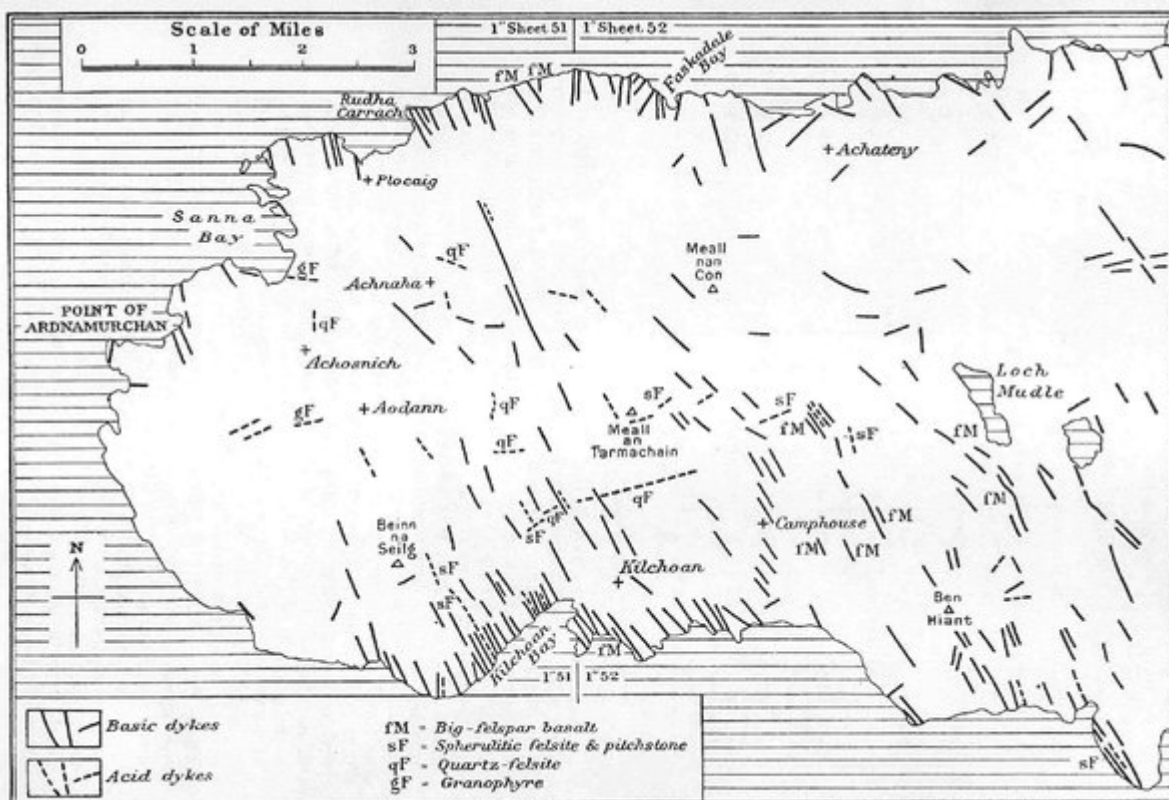 Scale of Miles
0 1 2 3
1" Sheet 51 1" Sheet 52
Faskadale
Bay
fM fM
Rudha
Carrach
+ Achateny
+ Plocaig
Sanna
Bay
qF
Meall
nan
Con
gF
Achnaha +
POINT OF
ARDNAMURCHAN
qF
+
Achosnich
Loch
Mudle
sF
sF
gF
+ Aodann
qF
Meall
an
Tarmachain
fM
sF
fM
qF
qF
fM
qF
sF
fM
+ Camphouse
fM
fM
Beinn
na
Seilg
sF
Kilchoan
+
sF
Ben
Hiant
N
Kilchoan
Bay
fM
1" 51 1" 52
sF
Basic dykes
Acid dykes
fM = Big-felspar basalt
sF = Spherulitic felsite & pitchstone
qF = Quartz-felsite
gF = Granophyre